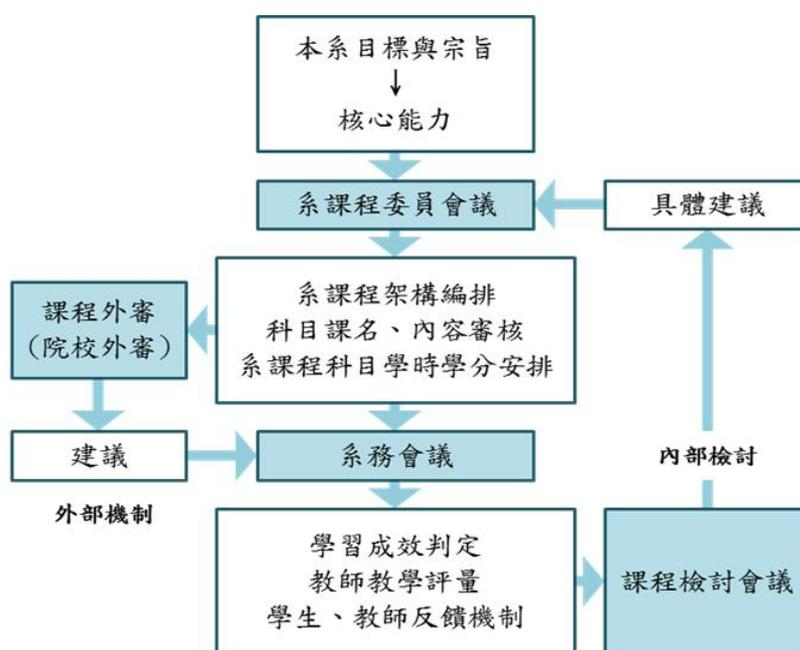 本系目標與宗旨
↓
核心能力
系課程委員會議
具體建議
系課程架構編排
科目課名、內容審核
系課程科目學時學分安排
課程外審
（院校外審）
建議
系務會議
內部檢討
外部機制
學習成效判定
教師教學評量
學生、教師反饋機制
課程檢討會議